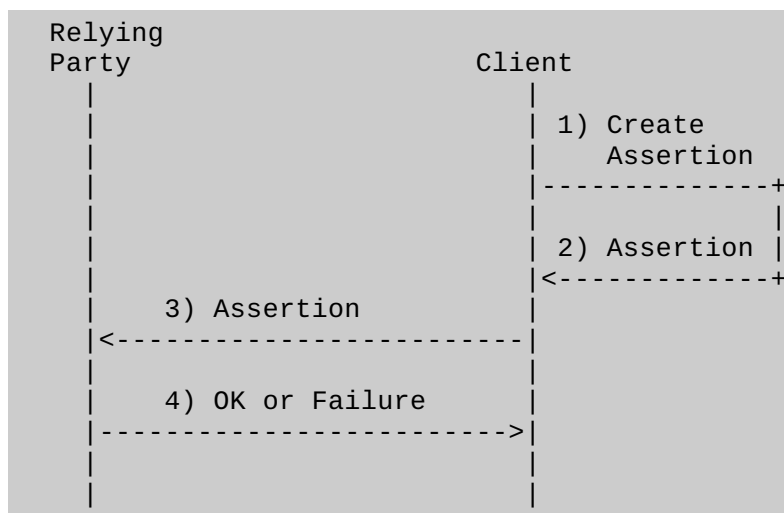 Relying
Party Client
1) Create
Assertion
2) Assertion
3) Assertion
4) OK or Failure